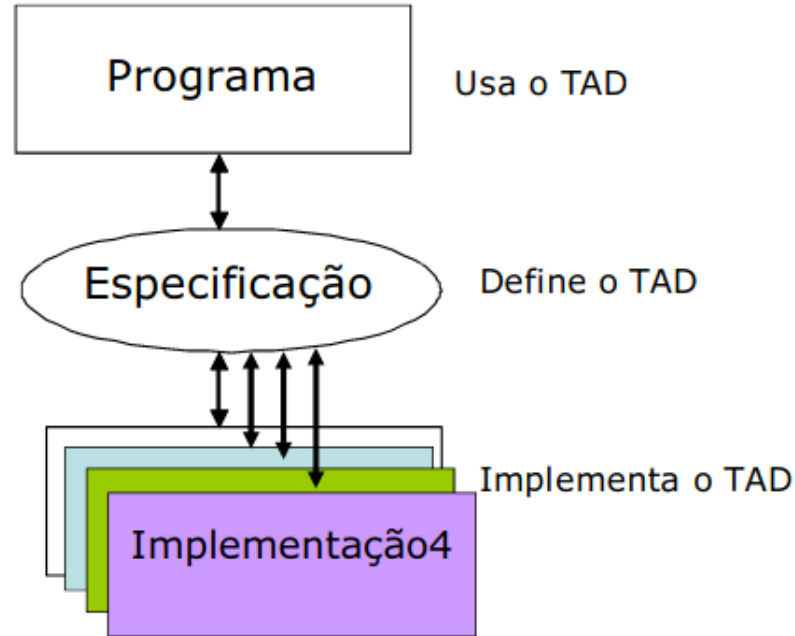 Programa
Usa o TAD
Especificação
Define o TAD
Implementa o TAD
Implementação4